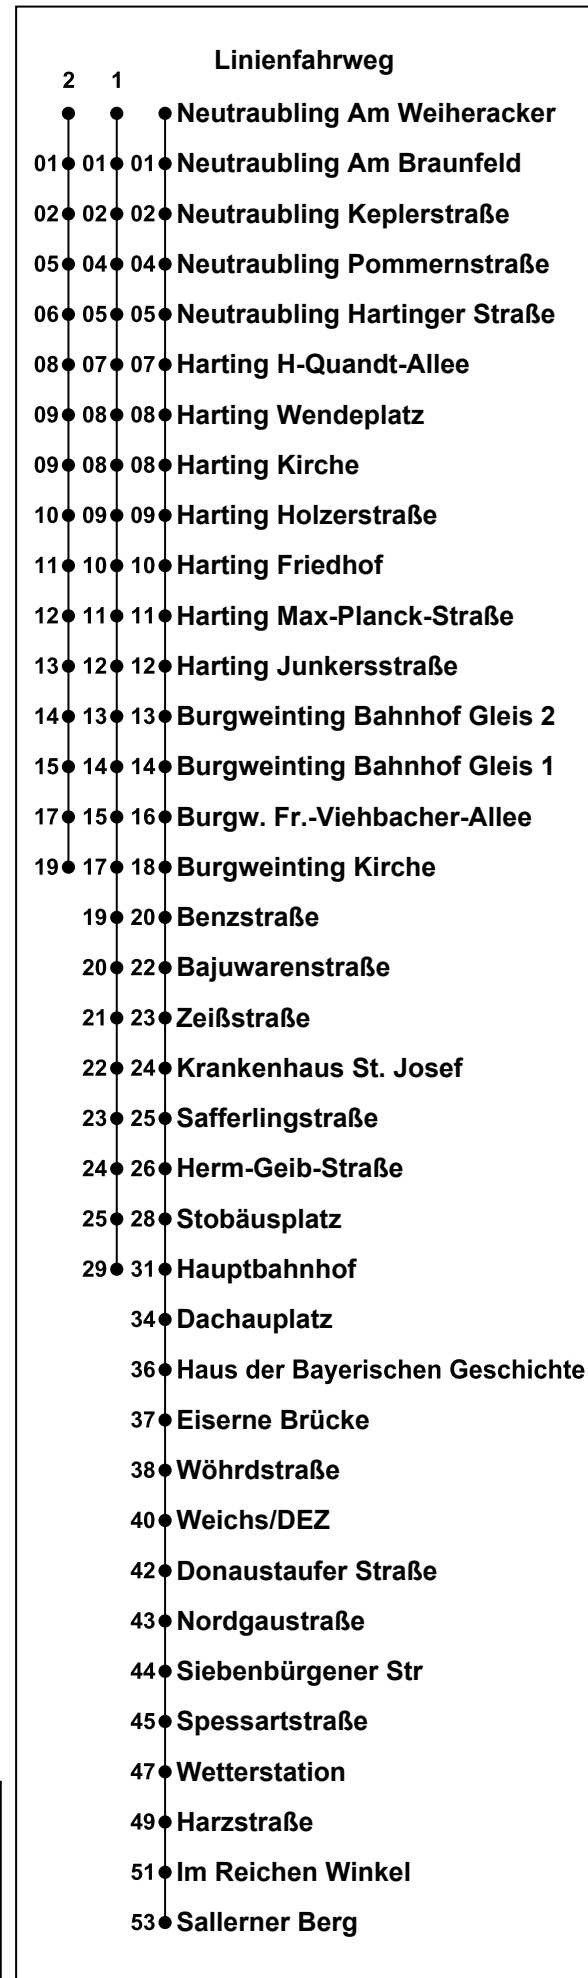 Linienfahrweg
2 1
Neutraubling Am Weiheracker
01 01 01 Neutraubling Am Braunfeld
02 02 02 Neutraubling Keplerstraße
05 04 04 Neutraubling Pommernstraße
06 05 05 Neutraubling Hartinger Straße
08 07 07 Harting H-Quandt-Allee
09 08 08 Harting Wendeplatz
09 08 08 Harting Kirche
10 09 09 Harting Holzerstraße
11 10 10 Harting Friedhof
12 11 11 Harting Max-Planck-Straße
13 12 12 Harting Junkersstraße
14 13 13 Burgweinting Bahnhof Gleis 2
15 14 14 Burgweinting Bahnhof Gleis 1
17 15 16 Burgw. Fr.-Viehbacher-Allee
19 17 18 Burgweinting Kirche
19 20 Benzstraße
20 22 Bajuwarenstraße
21 23 Zeißstraße
22 24 Krankenhaus St. Josef
23 25 Safferlingstraße
24 26 Herm-Geib-Straße
25 28 Stobäusplatz
29 31 Hauptbahnhof
34 Dachauplatz
36 Haus der Bayerischen Geschichte
37 Eiserne Brücke
38 Wöhrdstraße
40 Weichs/DEZ
42 Donaustaufer Straße
43 Nordgaustraße
44 Siebenbürgener Str
45 Spessartstraße
47 Wetterstation
49 Harzstraße
51 Im Reichen Winkel
53 Sallerner Berg